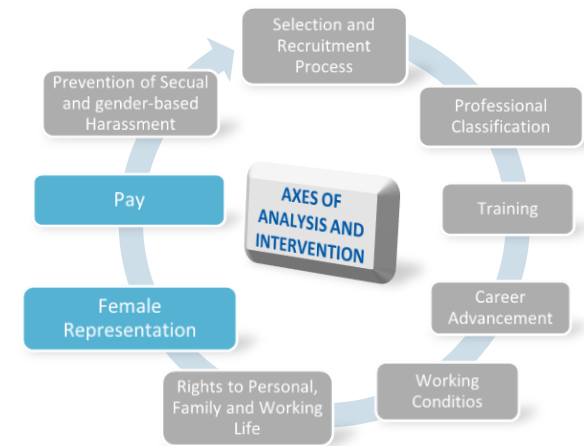 Selection and
Recruitment
Process
Professional
Classification
Training
Career
Advancement
Working
Conditios
Rights to Personal,
Family and Working
Life
Female
Representation
Pay
Prevention of Secual
and gender-based
Harassment
AXES OF
ANALYSIS AND
INTERVENTION